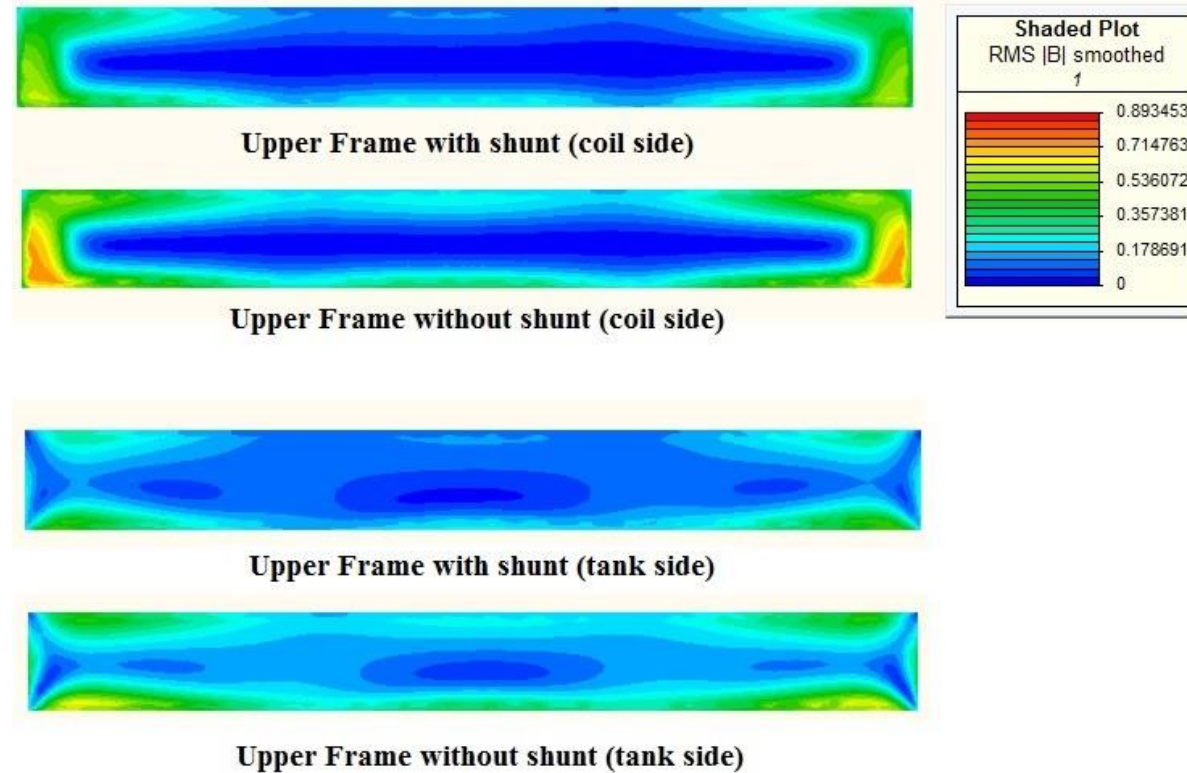 Upper Frame with shunt (coil side)
Upper Frame without shunt (coil side)
Upper Frame with shunt (tank side)
Upper Frame without shunt (tank side)
Shaded Plot
RMS |B| smoothed
1
0.893453
0.714763
0.536072
0.357381
0.178691
0